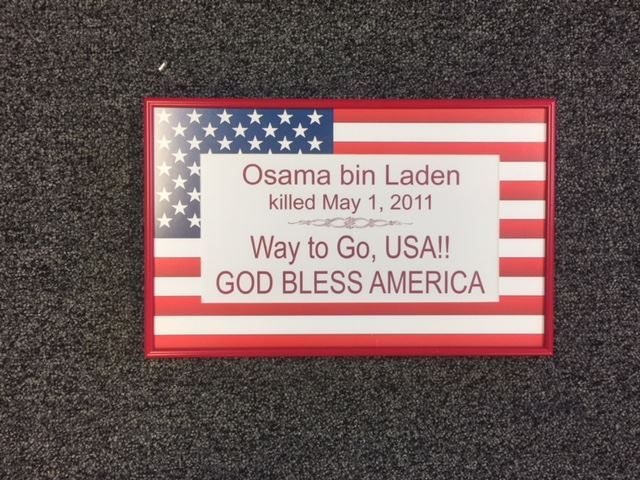 Osama bin Laden
killed May 1, 2011
Way to Go, USA!!
GOD BLESS AMERICA